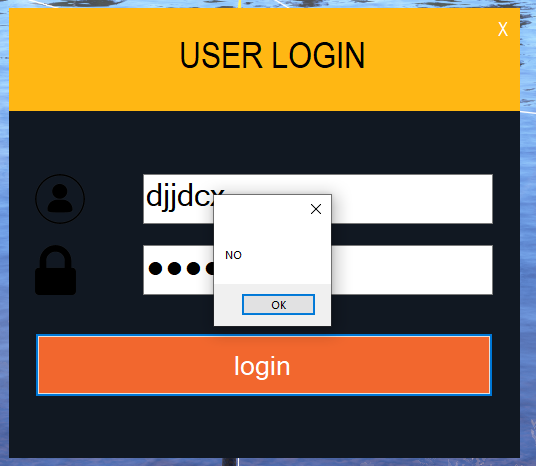 X
USER LOGIN
djjdcx
NO
OK
login